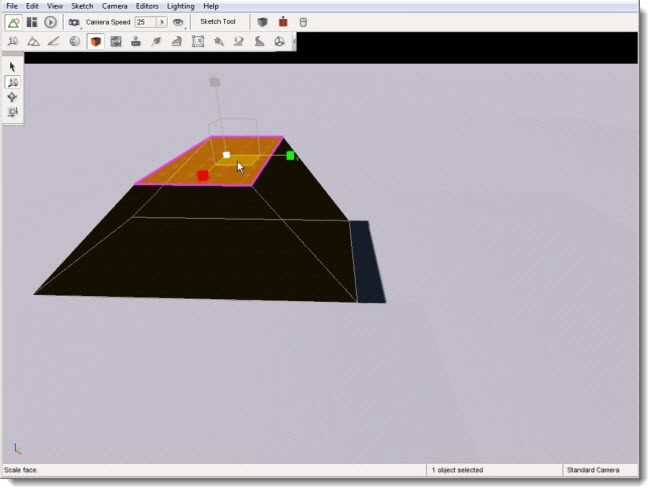 File Edit View Sketch Camera Editors Lighting Help
Camera Speed 25 Sketch Tool
Scale face. 1 object selected Standard Camera